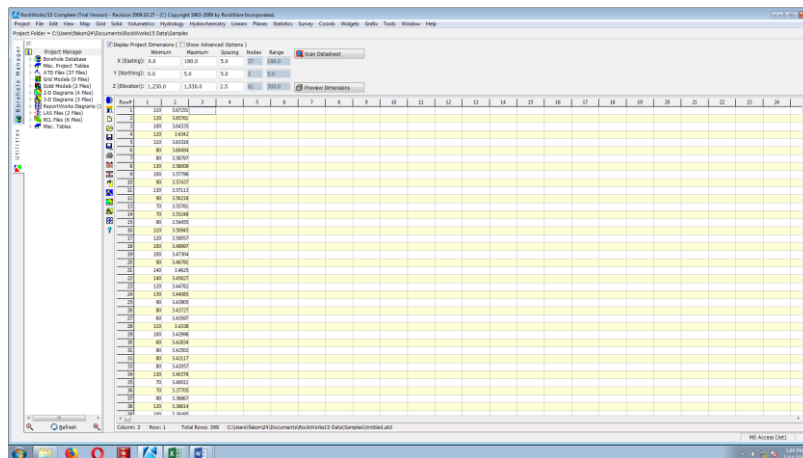 RockWorks15 Complete (Trial Version) - Revision 2009.10.27 - (C) Copyright 1983-2009 by RockWare Incorporated.
Project File Edit View Map Grid Solid Volumetrics Hydrology Hydrochemistry Linears Planes Statistics Survey Coords Widgets Grafix Tools Window Help
Project Folder = C:\Users\fskom24\Documents\RockWorks15 Data\Samples
Display Project Dimensions ( Show Advanced Options )
Minimum Maximum Spacing Nodes Range
X (Easting): 0.0 180.0 5.0 37 180.0
Y (Northing): 0.0 5.0 5.0 2 5.0
Z (Elevation): 1,230.0 1,530.0 2.5 300.0
Scan Datasheet
Preview Dimensions
Borehole Manager
Utilities
Project Manager
Borehole Database
Misc. Project Tables
ATD Files (37 files)
Grid Models (0 files)
Solid Models (2 files)
2-D Diagrams (4 files)
3-D Diagrams (3 files)
ReportWorks Diagrams
LAS Files (2 Files)
RCL Files (6 files)
Misc. Tables
Row# 1 2 3 4 5 6 7 8 9 10 11 12 13 14 15 16 17 18 19 20 21 22 23 24
1 110 3.67251
2 120 3.65761
3 100 3.64325
4 120 3.6342
5 110 3.63316
6 80 3.60494
7 80 3.58797
8 130 3.58009
9 100 3.57796
10 90 3.57437
11 90 3.57113
12 90 3.56218
13 70 3.55761
14 70 3.55248
15 90 3.54455
16 110 3.50945
17 120 3.50057
18 100 3.48997
19 100 3.47304
20 90 3.46791
21 140 3.4625
22 140 3.45827
23 120 3.44782
24 130 3.44083
25 90 3.43905
26 80 3.43727
27 60 3.43597
28 110 3.4338
29 100 3.42998
30 60 3.42834
31 90 3.42502
32 80 3.42117
33 80 3.42057
34 130 3.40376
35 70 3.40011
36 70 3.37705
37 90 3.36867
38 120 3.36614
39 100
Refresh
Column: 3 Row: 1 Total Rows: 399 C:\Users\fskom24\Documents\RockWorks15 Data\Samples\Untitled.atd
MS Access (Jet)